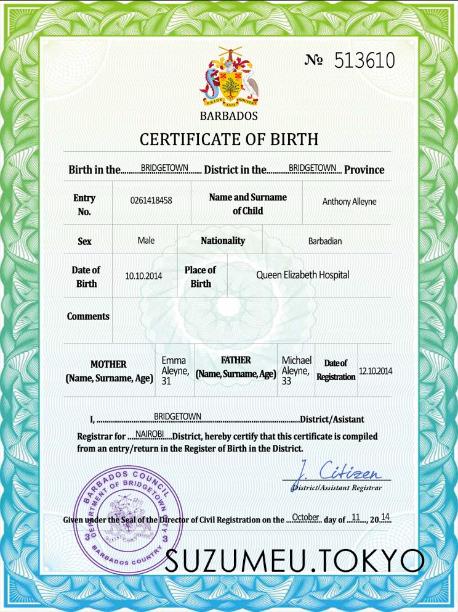 № 513610
BARBADOS
CERTIFICATE OF BIRTH
Birth in the....BRIDGETOWN.... District in the....BRIDGETOWN.... Province
Entry No. 0261418458 Name and Surname of Child Anthony Alleyne
Sex Male Nationality Barbadian
Date of Birth 10.10.2014 Place of Birth Queen Elizabeth Hospital
Comments
MOTHER (Name, Surname, Age) Emma Aleyne, 31 FATHER (Name, Surname, Age) Michael Aleyne, 33 Date of Registration 12.10.2014
I, ....BRIDGETOWN....District/Asistant
Registrar for ..NAIROBI..District, hereby certify that this certificate is compiled
from an entry/return in the Register of Birth in the District.
J. Citizen
District/Assistant Registrar
Given under the Seal of the Director of Civil Registration on the ..October.. day of ..11.., 20 14
BARBADOS COUNCIL
DEPARTMENT OF BRIDGETOWN
BARBADOS COUNTRY
SUZUMEU.TOKYO